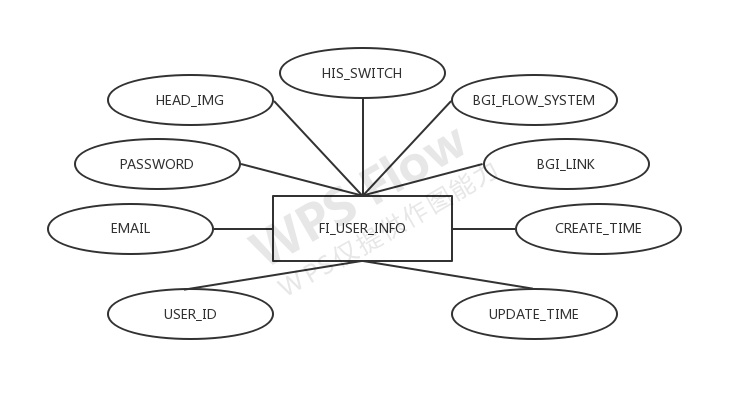 HIS_SWITCH
HEAD_IMG
BGI_FLOW_SYSTEM
PASSWORD
BGI_LINK
EMAIL
FI_USER_INFO
CREATE_TIME
USER_ID
UPDATE_TIME
WPS Flow
WPS仅提供作图能力